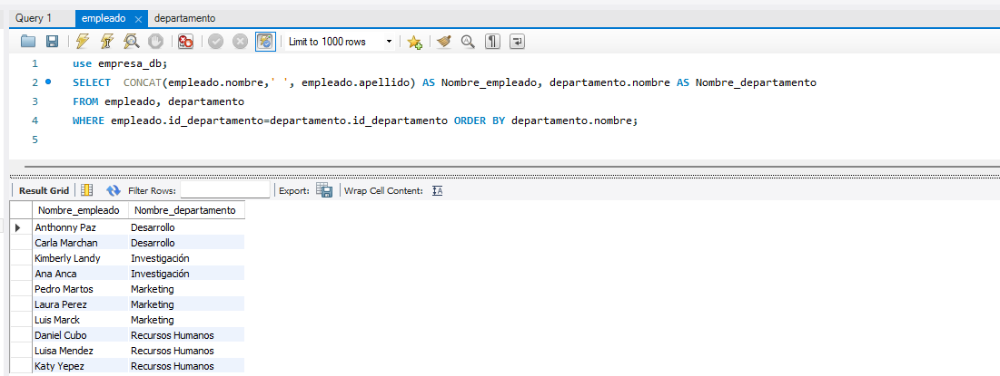 Query 1 empleado departamento
Limit to 1000 rows
1 use empresa_db;
2 SELECT CONCAT(empleado.nombre,' ', empleado.apellido) AS Nombre_empleado, departamento.nombre AS Nombre_departamento
3 FROM empleado, departamento
4 WHERE empleado.id_departamento=departamento.id_departamento ORDER BY departamento.nombre;
5
Result Grid Filter Rows: Export: Wrap Cell Content:
Nombre_empleado Nombre_departamento
Anthonny Paz Desarrollo
Carla Marchan Desarrollo
Kimberly Landy Investigación
Ana Anca Investigación
Pedro Martos Marketing
Laura Perez Marketing
Luis Marck Marketing
Daniel Cubo Recursos Humanos
Luisa Mendez Recursos Humanos
Katy Yepez Recursos Humanos